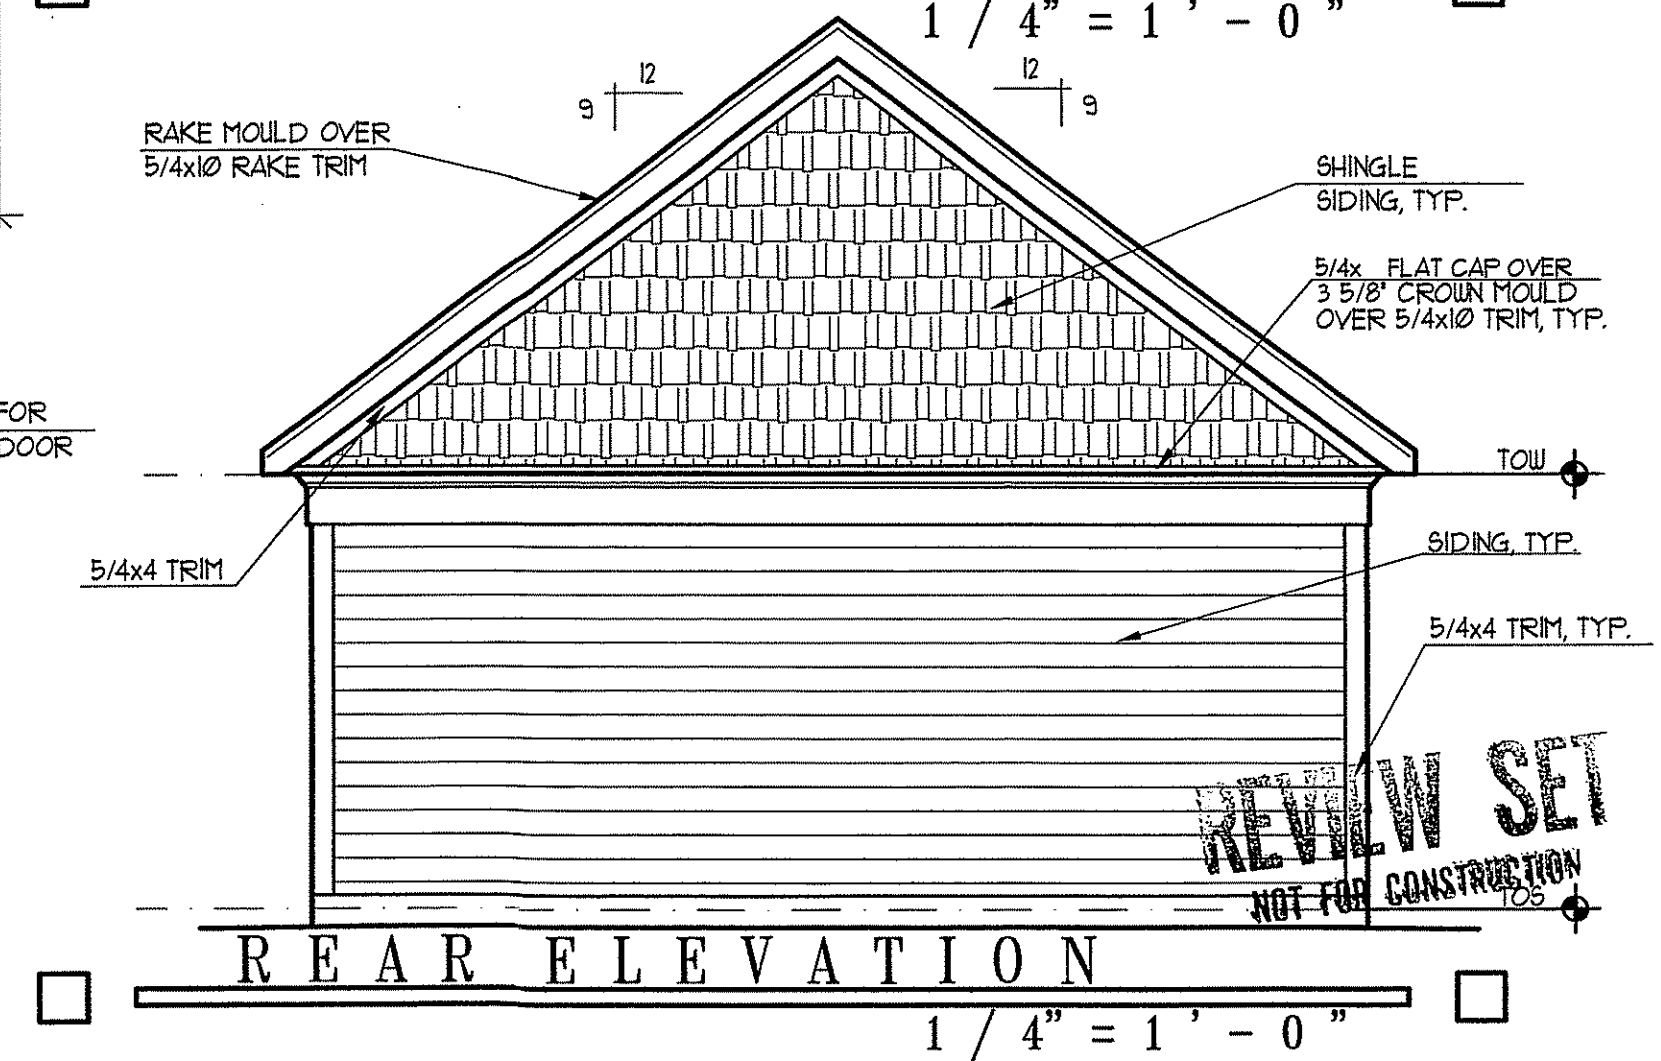 1 / 4" = 1 ' - 0 "
12
9
12
9
RAKE MOULD OVER
5/4x10 RAKE TRIM
SHINGLE
SIDING, TYP.
5/4x FLAT CAP OVER
3 5/8" CROWN MOULD
OVER 5/4x10 TRIM, TYP.
FOR
DOOR
TOW
SIDING, TYP.
5/4x4 TRIM
5/4x4 TRIM, TYP.
REVIEW SET
NOT FOR CONSTRUCTION
TOS
REAR ELEVATION
1 / 4" = 1 ' - 0 "